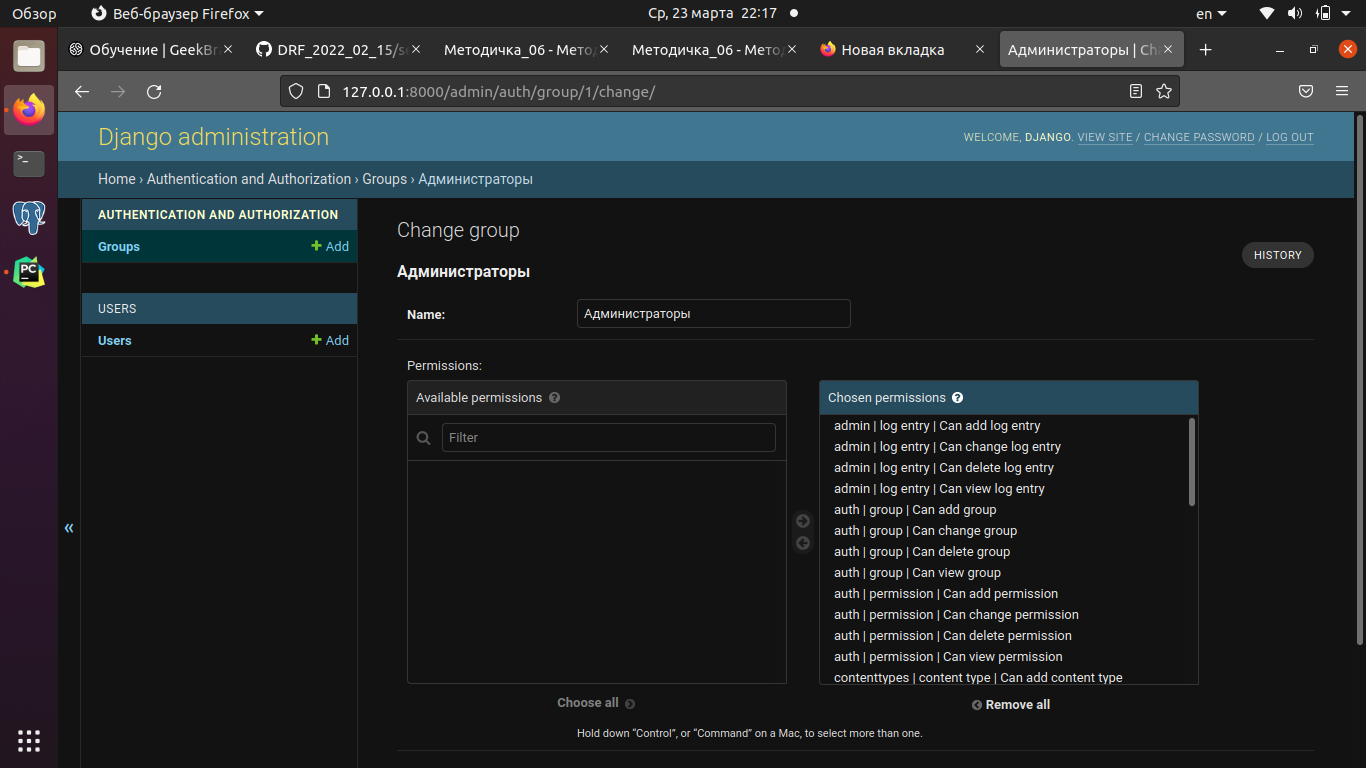 Обзор Веб-браузер Firefox Ср, 23 марта 22:17 en
Обучение | GeekBr DRF_2022_02_15/se Методичка_06 - Мето Методичка_06 - Мето Новая вкладка Администраторы | Cha
127.0.0.1:8000/admin/auth/group/1/change/
Django administration
WELCOME, DJANGO. VIEW SITE / CHANGE PASSWORD / LOG OUT
Home › Authentication and Authorization › Groups › Администраторы
AUTHENTICATION AND AUTHORIZATION
Groups + Add
USERS
Users + Add
«
Change group
HISTORY
Администраторы
Name: Администраторы
Permissions:
Available permissions ?
Filter
Choose all
Chosen permissions ?
admin | log entry | Can add log entry
admin | log entry | Can change log entry
admin | log entry | Can delete log entry
admin | log entry | Can view log entry
auth | group | Can add group
auth | group | Can change group
auth | group | Can delete group
auth | group | Can view group
auth | permission | Can add permission
auth | permission | Can change permission
auth | permission | Can delete permission
auth | permission | Can view permission
contenttypes | content type | Can add content type
Remove all
Hold down “Control”, or “Command” on a Mac, to select more than one.
>_
PC